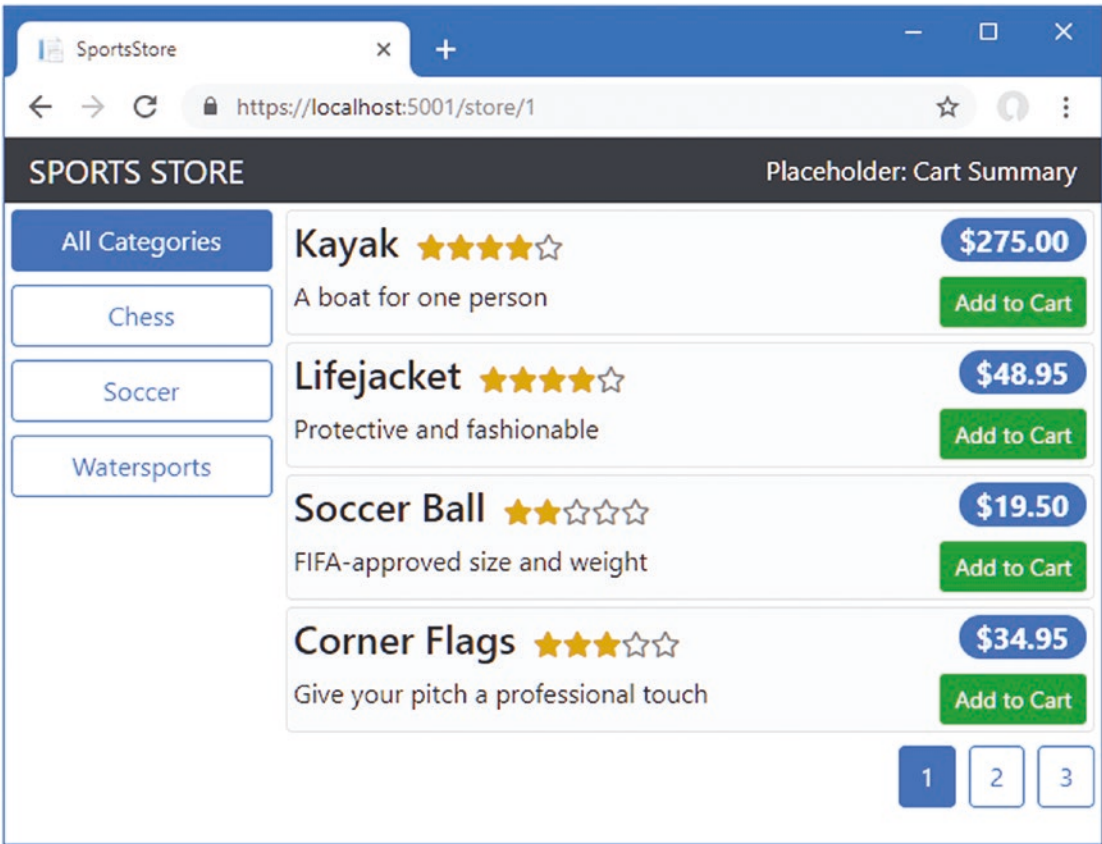 SportsStore
https://localhost:5001/store/1
SPORTS STORE
Placeholder: Cart Summary
All Categories
Chess
Soccer
Watersports
Kayak
$275.00
A boat for one person
Add to Cart
Lifejacket
$48.95
Protective and fashionable
Add to Cart
Soccer Ball
$19.50
FIFA-approved size and weight
Add to Cart
Corner Flags
$34.95
Give your pitch a professional touch
Add to Cart
1 2 3